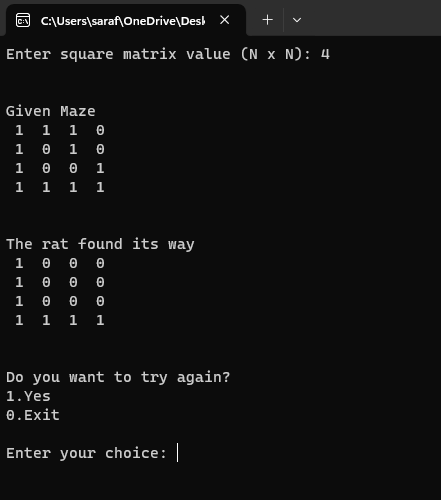 C:\Users\saraf\OneDrive\Desk
Enter square matrix value (N x N): 4
Given Maze
1 1 1 0
1 0 1 0
1 0 0 1
1 1 1 1
The rat found its way
1 0 0 0
1 0 0 0
1 0 0 0
1 1 1 1
Do you want to try again?
1.Yes
0.Exit
Enter your choice: